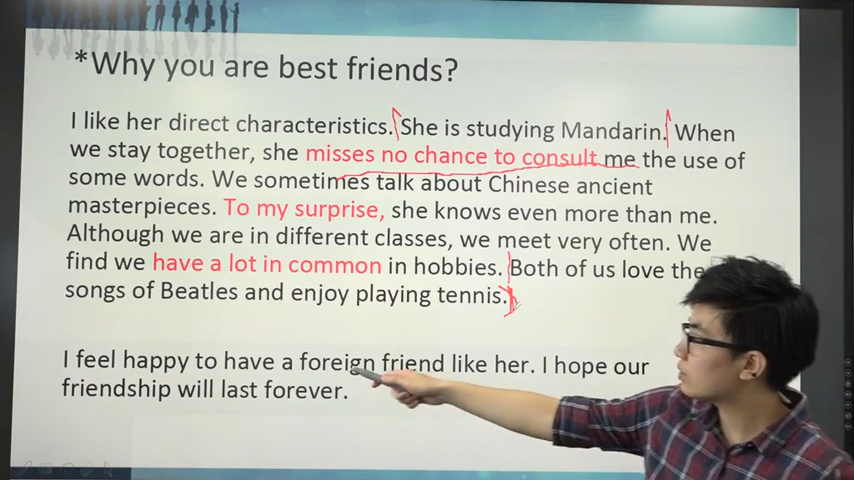 *Why you are best friends?
I like her direct characteristics. She is studying Mandarin. When
we stay together, she misses no chance to consult me the use of
some words. We sometimes talk about Chinese ancient
masterpieces. To my surprise, she knows even more than me.
Although we are in different classes, we meet very often. We
find we have a lot in common in hobbies. Both of us love the
songs of Beatles and enjoy playing tennis.
I feel happy to have a foreign friend like her. I hope our
friendship will last forever.